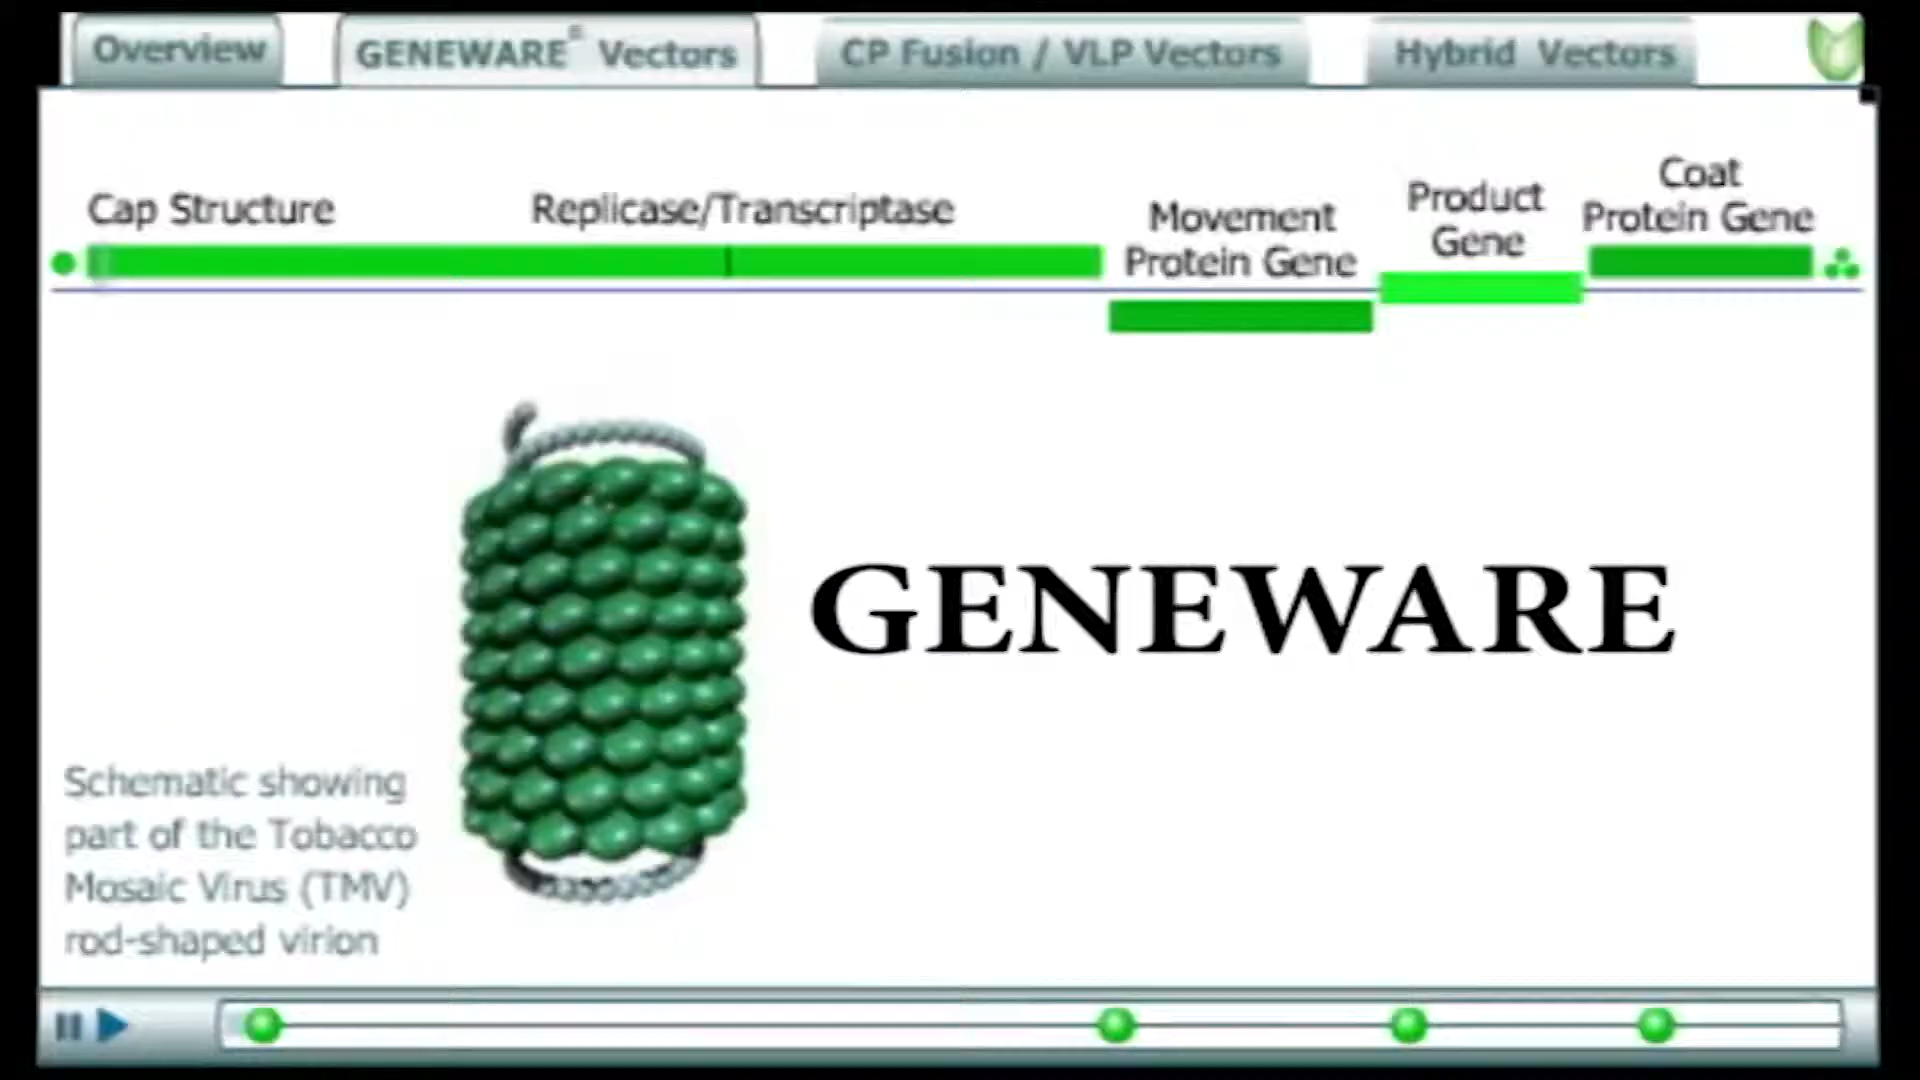 Overview
GENEWARE® Vectors
CP Fusion / VLP Vectors
Hybrid Vectors
Cap Structure
Replicase/Transcriptase
Movement
Protein Gene
Product
Gene
Coat
Protein Gene
GENEWARE
Schematic showing
part of the Tobacco
Mosaic Virus (TMV)
rod-shaped virion